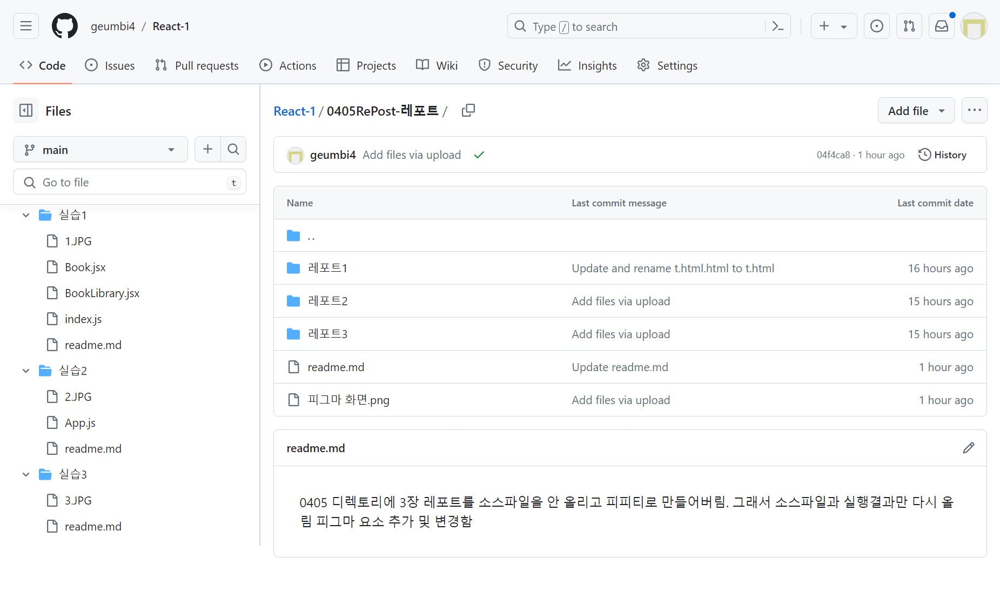 geumbi4 / React-1
Type / to search
Code Issues Pull requests Actions Projects Wiki Security Insights Settings
Files
main
Go to file t
실습1
1.JPG
Book.jsx
BookLibrary.jsx
index.js
readme.md
실습2
2.JPG
App.js
readme.md
실습3
3.JPG
readme.md
React-1 / 0405RePost-레포트 /
Add file
geumbi4 Add files via upload 04f4ca8 · 1 hour ago History
Name Last commit message Last commit date
..
레포트1 Update and rename t.html.html to t.html 16 hours ago
레포트2 Add files via upload 15 hours ago
레포트3 Add files via upload 15 hours ago
readme.md Update readme.md 1 hour ago
피그마 화면.png Add files via upload 1 hour ago
readme.md
0405 디렉토리에 3장 레포트를 소스파일을 안 올리고 피피티로 만들어버림. 그래서 소스파일과 실행결과만 다시 올
림 피그마 요소 추가 및 변경함